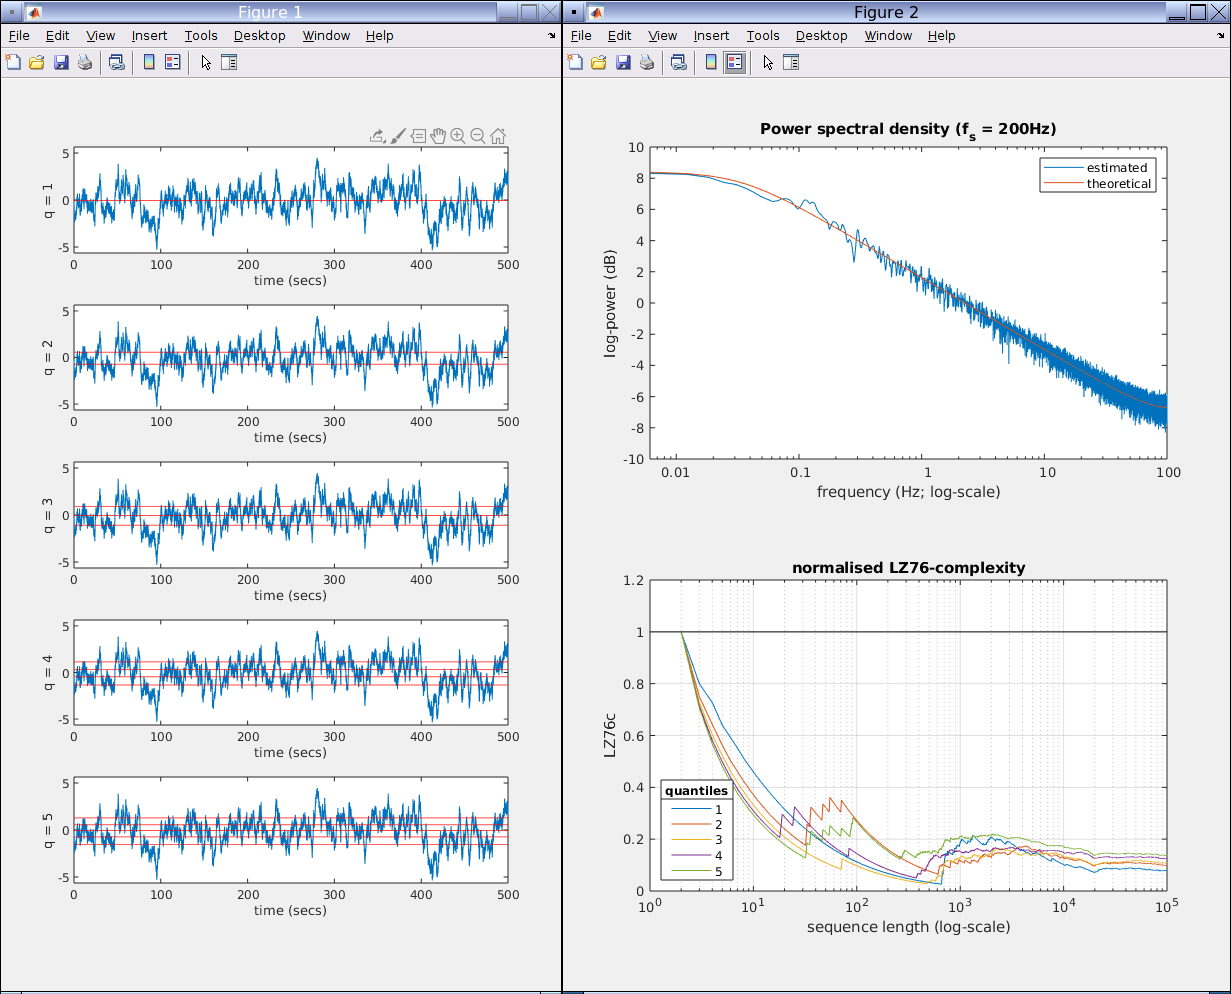 Figure 1
File Edit View Insert Tools Desktop Window Help
q = 1
5
0
-5
0 100 200 300 400 500
time (secs)
q = 2
5
0
-5
0 100 200 300 400 500
time (secs)
q = 3
5
0
-5
0 100 200 300 400 500
time (secs)
q = 4
5
0
-5
0 100 200 300 400 500
time (secs)
q = 5
5
0
-5
0 100 200 300 400 500
time (secs)
Figure 2
File Edit View Insert Tools Desktop Window Help
Power spectral density (fs = 200Hz)
estimated
theoretical
log-power (dB)
10
8
6
4
2
0
-2
-4
-6
-8
-10
0.01 0.1 1 10 100
frequency (Hz; log-scale)
normalised LZ76-complexity
LZ76c
1.2
1
0.8
0.6
0.4
0.2
0
quantiles
1
2
3
4
5
10^0 10^1 10^2 10^3 10^4 10^5
sequence length (log-scale)